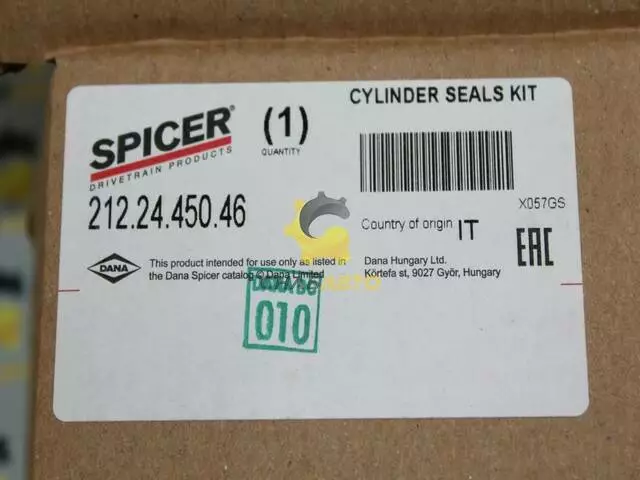 SPICER®
DRIVETRAIN PRODUCTS
(1)
QUANTITY
CYLINDER SEALS KIT
X057GS
212.24.450.46
Country of origin IT
EAC
DANA
This product intended for use only as listed in
the Dana Spicer catalog © Dana Limited
Dana Hungary Ltd.
Körtefa st, 9027 Györ, Hungary
010